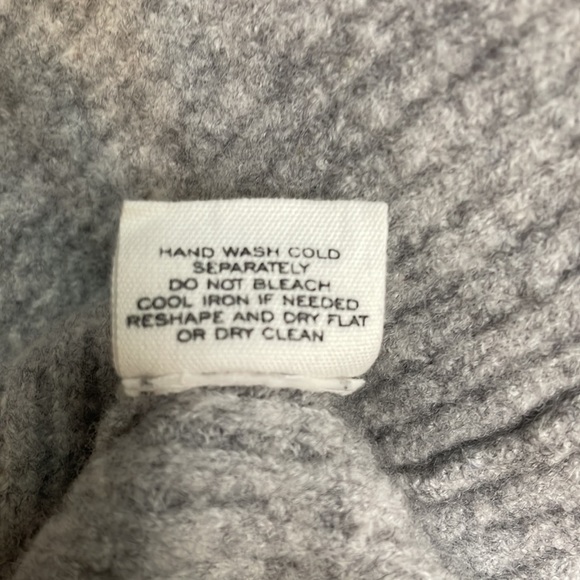 HAND WASH COLD
SEPARATELY
DO NOT BLEACH
COOL IRON IF NEEDED
RESHAPE AND DRY FLAT
OR DRY CLEAN